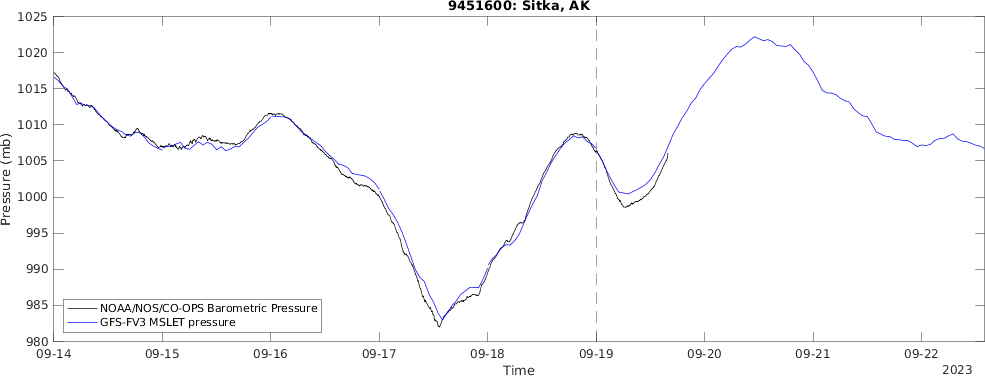 9451600: Sitka, AK
Pressure (mb)
1025
1020
1015
1010
1005
1000
995
990
985
980
NOAA/NOS/CO-OPS Barometric Pressure
GFS-FV3 MSLET pressure
09-14 09-15 09-16 09-17 09-18 09-19 09-20 09-21 09-22
Time
2023